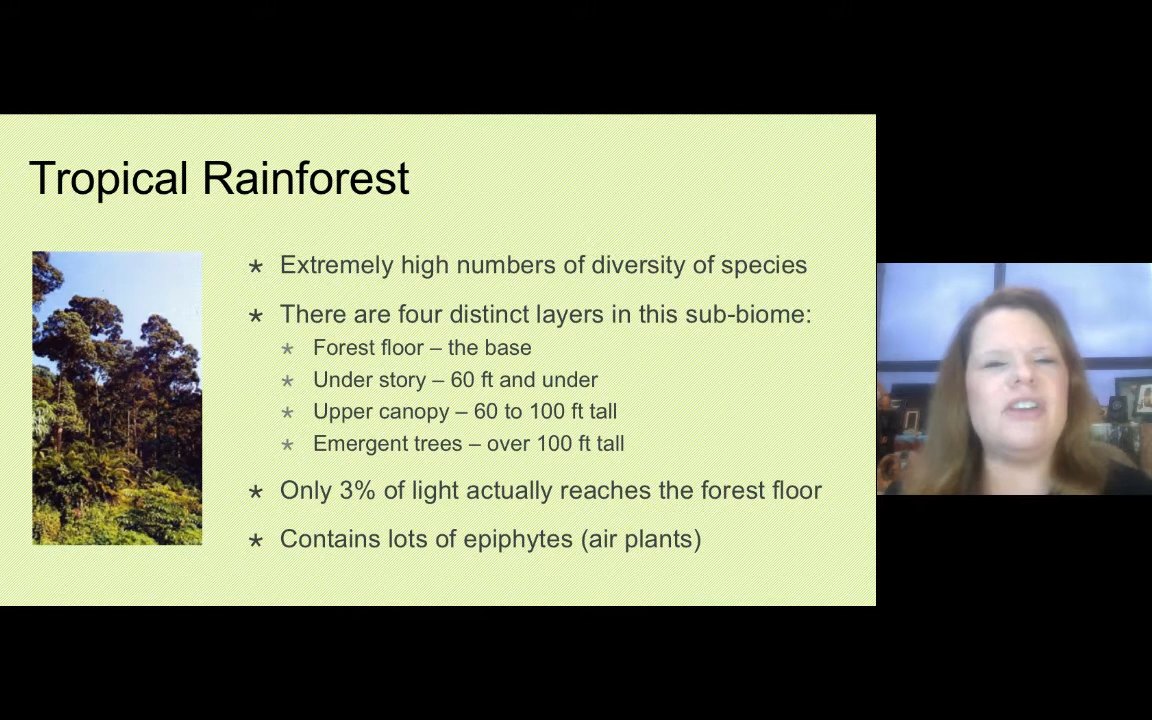 Tropical Rainforest
* Extremely high numbers of diversity of species
* There are four distinct layers in this sub-biome:
* Forest floor – the base
* Under story – 60 ft and under
* Upper canopy – 60 to 100 ft tall
* Emergent trees – over 100 ft tall
* Only 3% of light actually reaches the forest floor
* Contains lots of epiphytes (air plants)